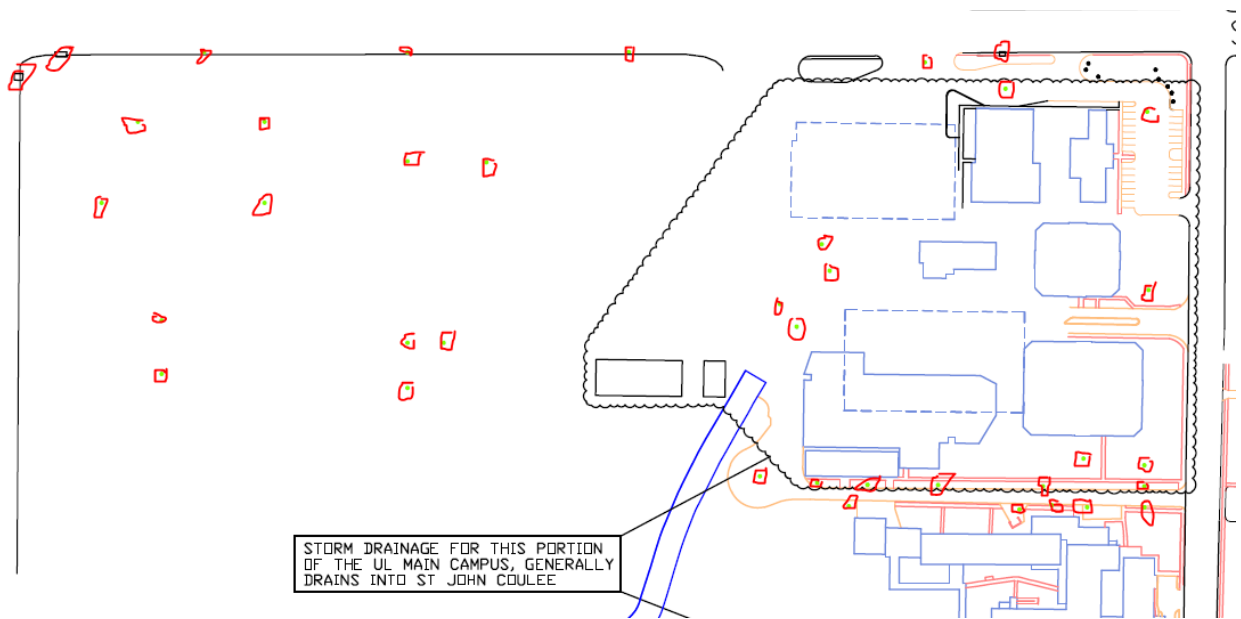 STORM DRAINAGE FOR THIS PORTION
OF THE UL MAIN CAMPUS, GENERALLY
DRAINS INTO ST JOHN COULEE